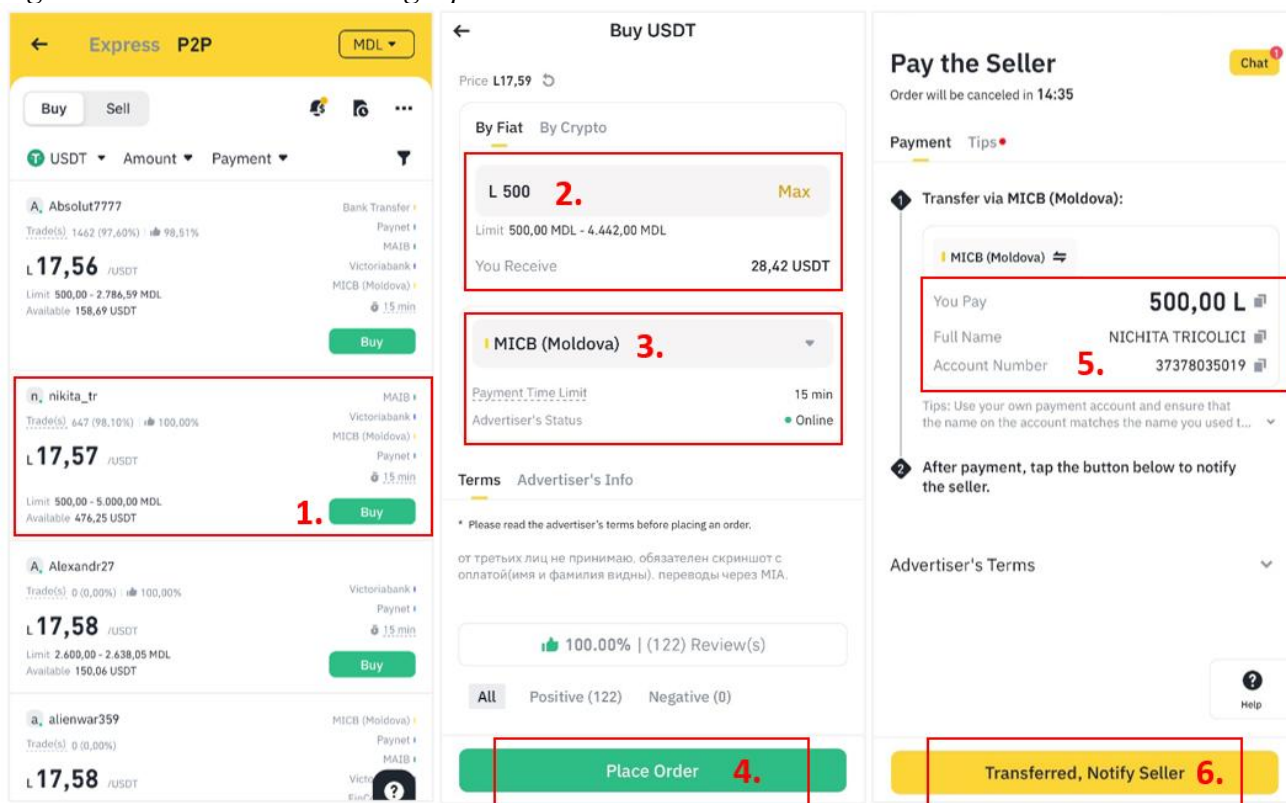 Express P2P MDL
Buy Sell
USDT Amount Payment
A. Absolut7777 Bank Transfer
Trade(s) 1462 (97,60%) 98,51% Paynet
MAIB
L 17,56 /USDT Victoriabank
Limit 500,00 - 2.786,59 MDL MICB (Moldova)
Available 158,69 USDT 15 min
Buy
n. nikita_tr MAIB
Trade(s) 647 (98,10%) 100,00% Victoriabank
MICB (Moldova)
L 17,57 /USDT Paynet
15 min
Limit 500,00 - 5.000,00 MDL
Available 476,25 USDT 1. Buy
A. Alexandr27
Trade(s) 0 (0,00%) 100,00% Victoriabank
Paynet
L 17,58 /USDT 15 min
Limit 2.600,00 - 2.638,05 MDL
Available 150,06 USDT Buy
a. alienwar359 MICB (Moldova)
Trade(s) 0 (0,00%) Paynet
MAIB
L 17,58 /USDT
Buy USDT
Price L17,59
By Fiat By Crypto
L 500 2. Max
Limit 500,00 MDL - 4.442,00 MDL
You Receive 28,42 USDT
MICB (Moldova) 3.
Payment Time Limit 15 min
Advertiser's Status Online
Terms Advertiser's Info
* Please read the advertiser's terms before placing an order.
от третьих лиц не принимаю. обязателен скриншот с
оплатой(имя и фамилия видны). переводы через MIA.
100.00% | (122) Review(s)
All Positive (122) Negative (0)
Place Order 4.
Pay the Seller Chat 1
Order will be canceled in 14:35
Payment Tips
1 Transfer via MICB (Moldova):
MICB (Moldova)
You Pay 500,00 L
Full Name NICHITA TRICOLICI
Account Number 5. 37378035019
Tips: Use your own payment account and ensure that
the name on the account matches the name you used t...
2 After payment, tap the button below to notify
the seller.
Advertiser's Terms
? Help
Transferred, Notify Seller 6.